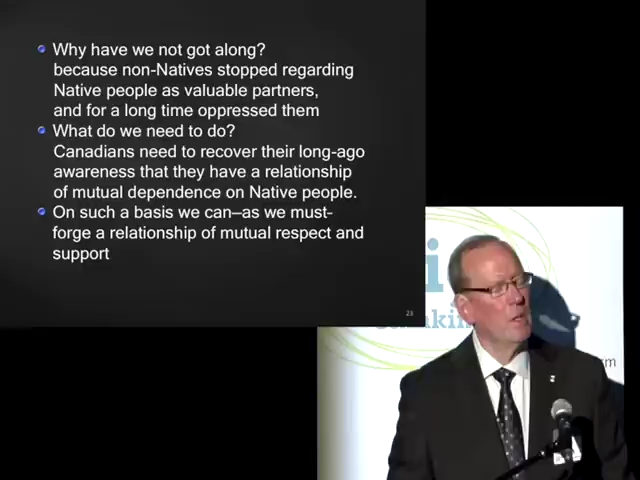 Why have we not got along?
because non-Natives stopped regarding
Native people as valuable partners,
and for a long time oppressed them
What do we need to do?
Canadians need to recover their long-ago
awareness that they have a relationship
of mutual dependence on Native people.
On such a basis we can–as we must-
forge a relationship of mutual respect and
support
23